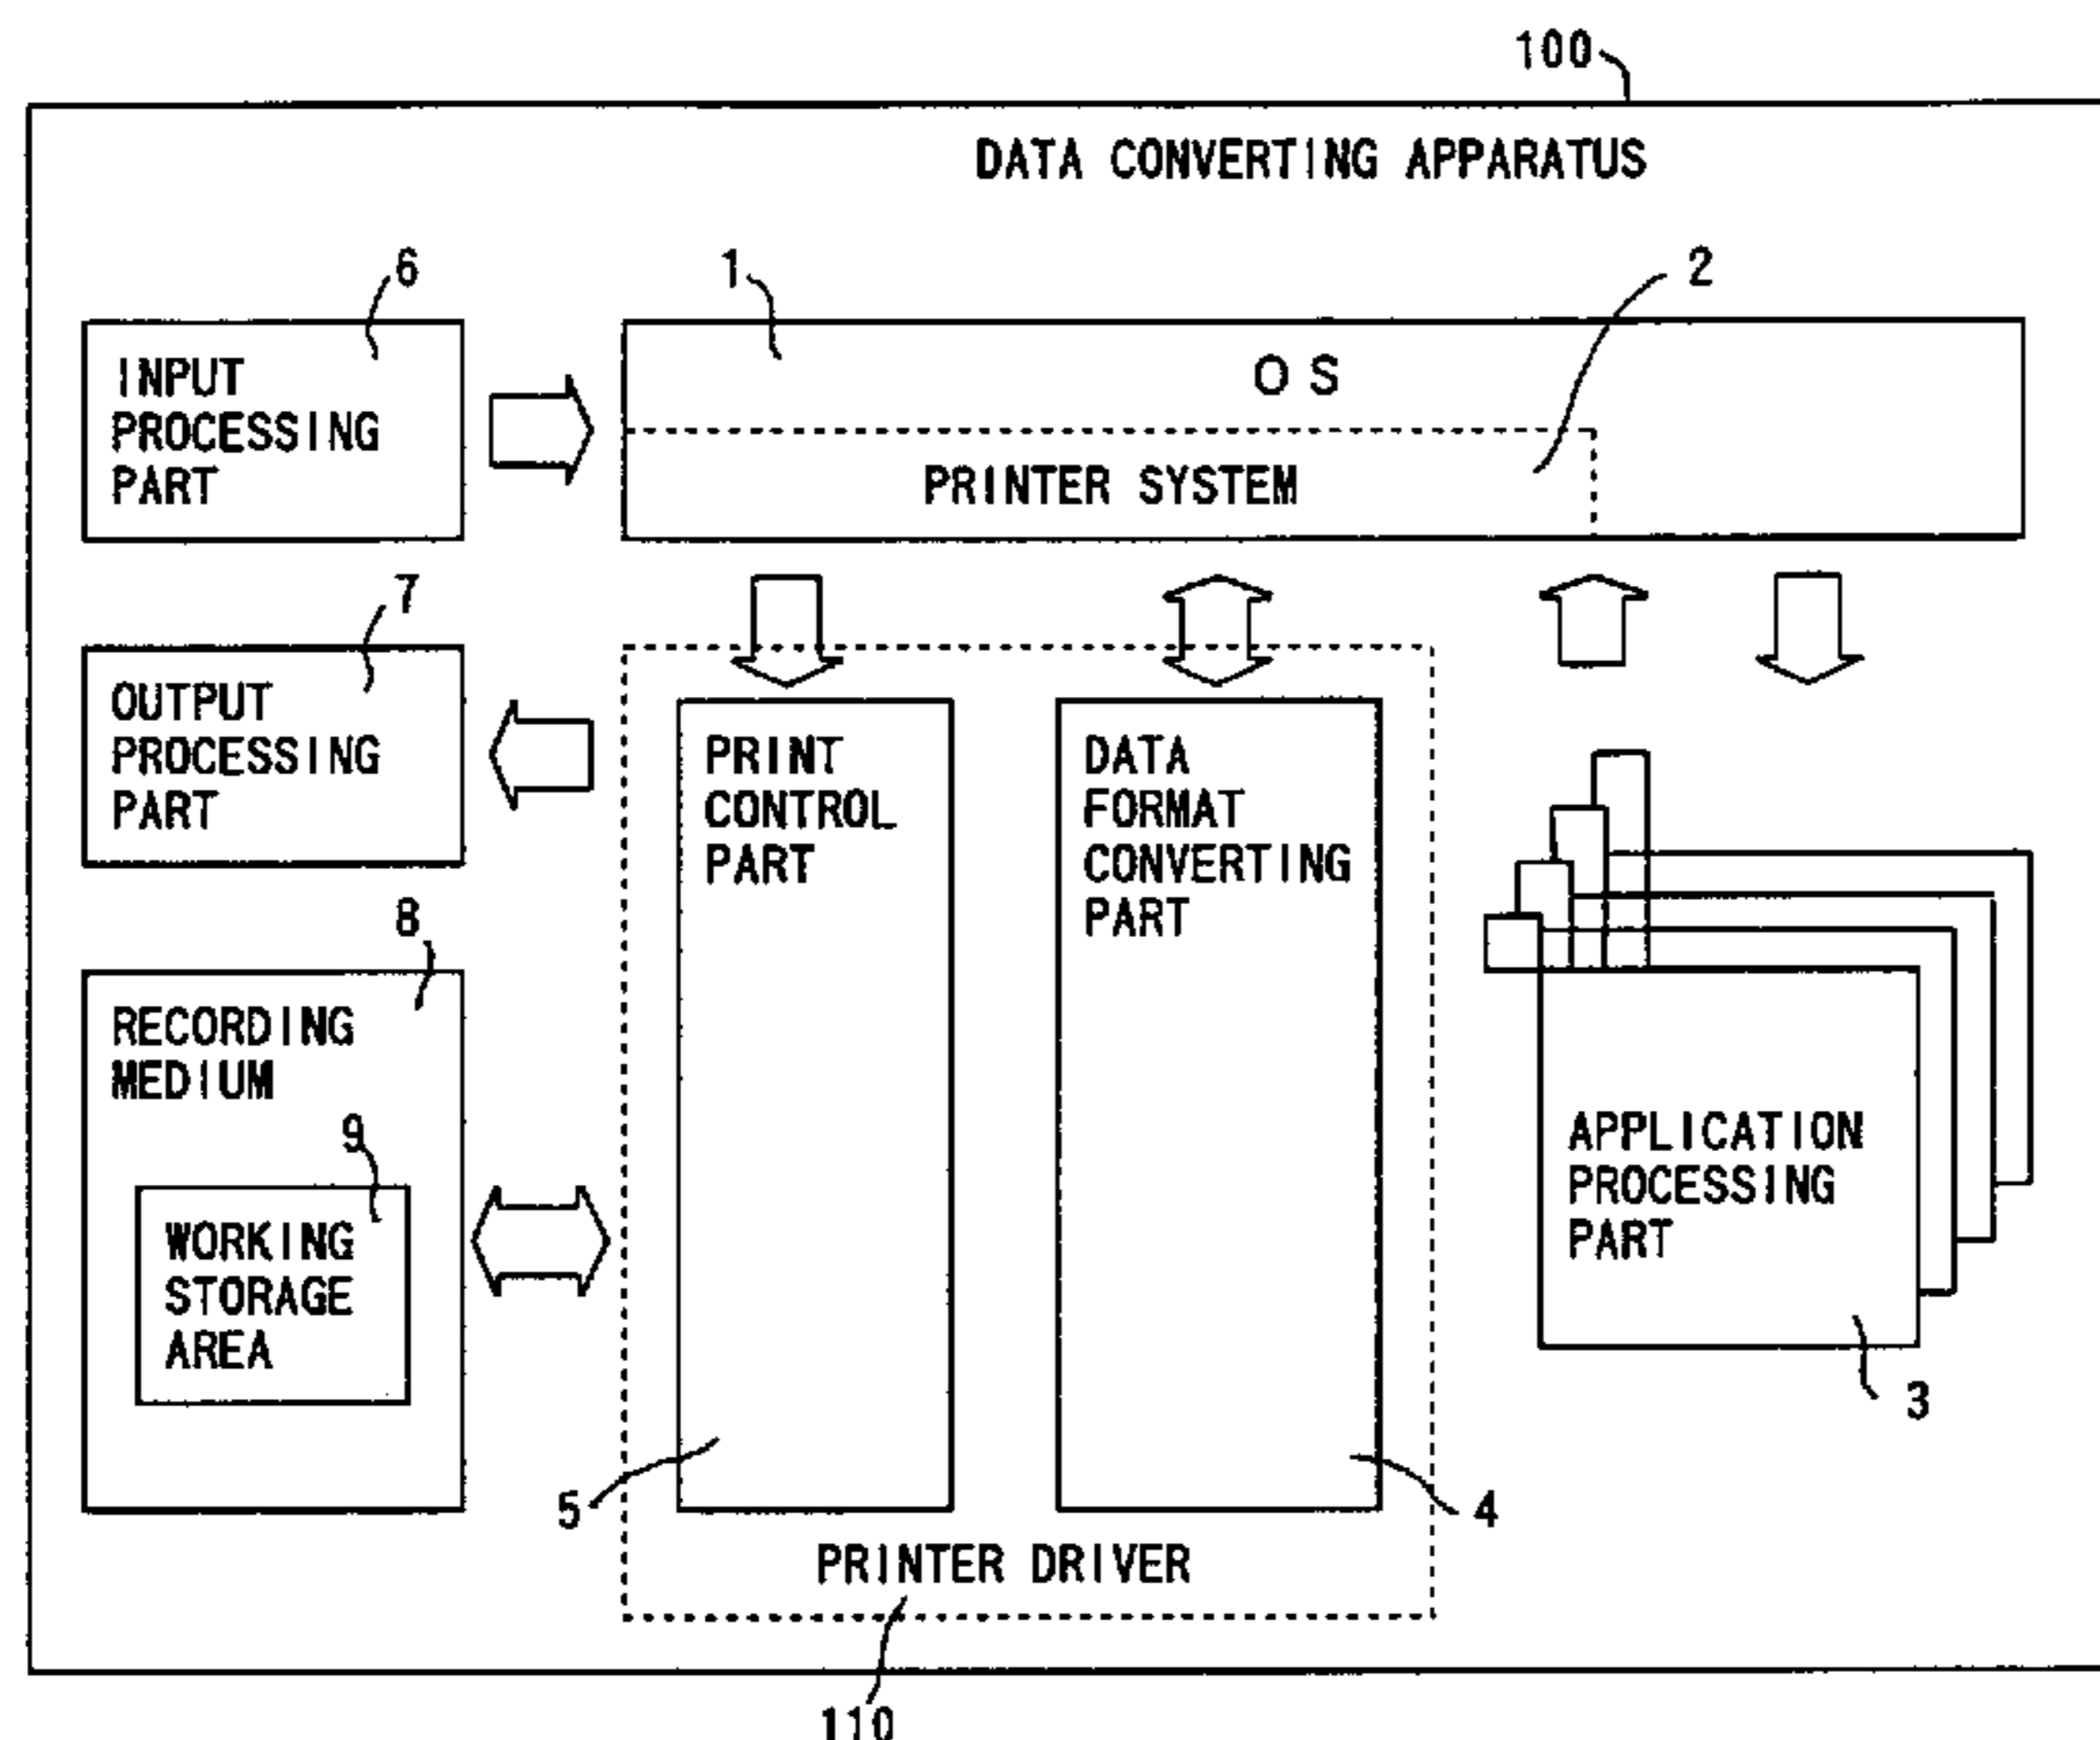 100
DATA CONVERTING APPARATUS
6
1
2
INPUT
PROCESSING
PART
OS
PRINTER SYSTEM
7
OUTPUT
PROCESSING
PART
PRINT
CONTROL
PART
DATA
FORMAT
CONVERTING
PART
8
RECORDING
MEDIUM
9
WORKING
STORAGE
AREA
APPLICATION
PROCESSING
PART
3
5
4
PRINTER DRIVER
110